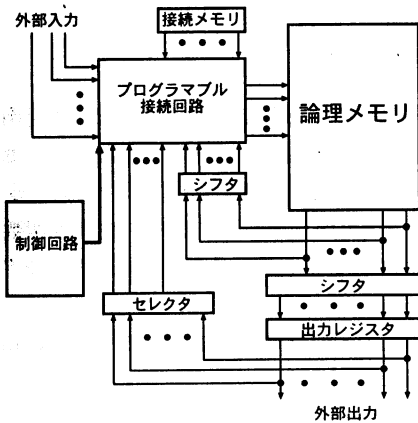 外部入力
接続メモリ
プログラマブル
接続回路
論理メモリ
シフタ
制御回路
シフタ
セレクタ
出力レジスタ
外部出力